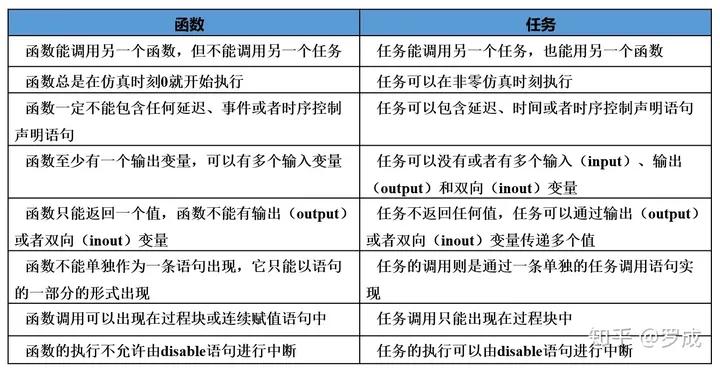 函数
任务
函数能调用另一个函数，但不能调用另一个任务
任务能调用另一个任务，也能用另一个函数
函数总是在仿真时刻0就开始执行
任务可以在非零仿真时刻执行
函数一定不能包含任何延迟、事件或者时序控制
声明语句
任务可以包含延迟、时间或者时序控制声明语句
函数至少有一个输出变量，可以有多个输入变量
任务可以没有或者有多个输入（input）、输出
（output）和双向（inout）变量
函数只能返回一个值，函数不能有输出（output）
或者双向（inout）变量
任务不返回任何值，任务可以通过输出（output）
或者双向（inout）变量传递多个值
函数不能单独作为一条语句出现，它只能以语句
的一部分的形式出现
任务的调用则是通过一条单独的任务调用语句实
现
函数调用可以出现在过程块或连续赋值语句中
任务调用只能出现在过程块中
函数的执行不允许由disable语句进行中断
任务的执行可以由disable语句进行中断
知乎 @罗成